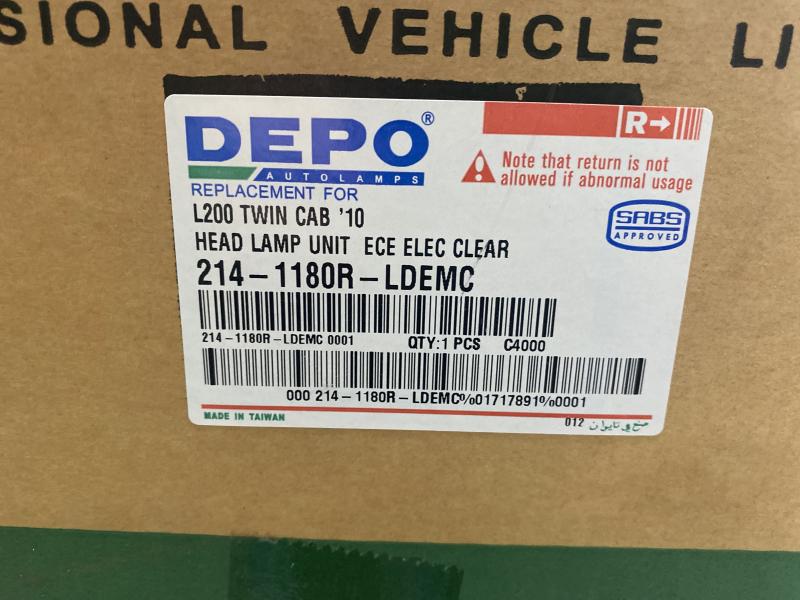 SIONAL VEHICLE LI
DEPO®
AUTOLAMPS
R→
Note that return is not
allowed if abnormal usage
REPLACEMENT FOR
L200 TWIN CAB '10
HEAD LAMP UNIT ECE ELEC CLEAR
SABS
APPROVED
214-1180R-LDEMC
214-1180R-LDEMC 0001 QTY:1 PCS C4000
000 214-1180R-LDEMC%01717891%0001
MADE IN TAIWAN 012 صنع في تايوان